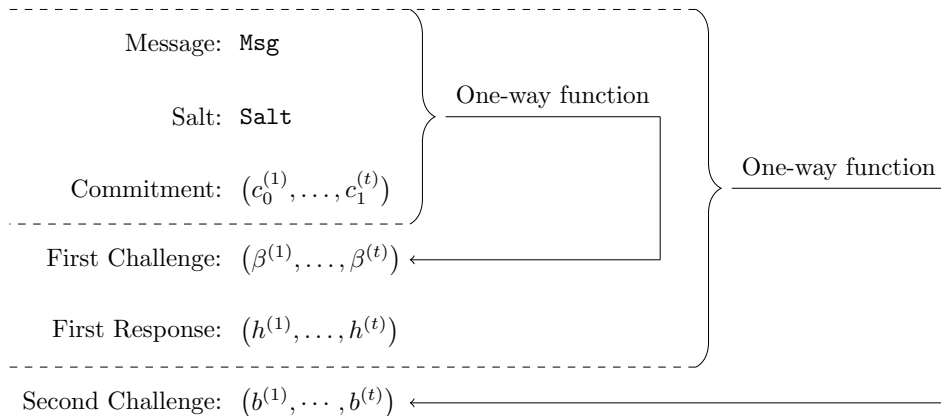 Message: Msg
One-way function
Salt: Salt
One-way function
Commitment: (c_0^{(1)}, ..., c_1^{(t)})
First Challenge: (β^{(1)}, ..., β^{(t)})
First Response: (h^{(1)}, ..., h^{(t)})
Second Challenge: (b^{(1)}, ⋯, b^{(t)})